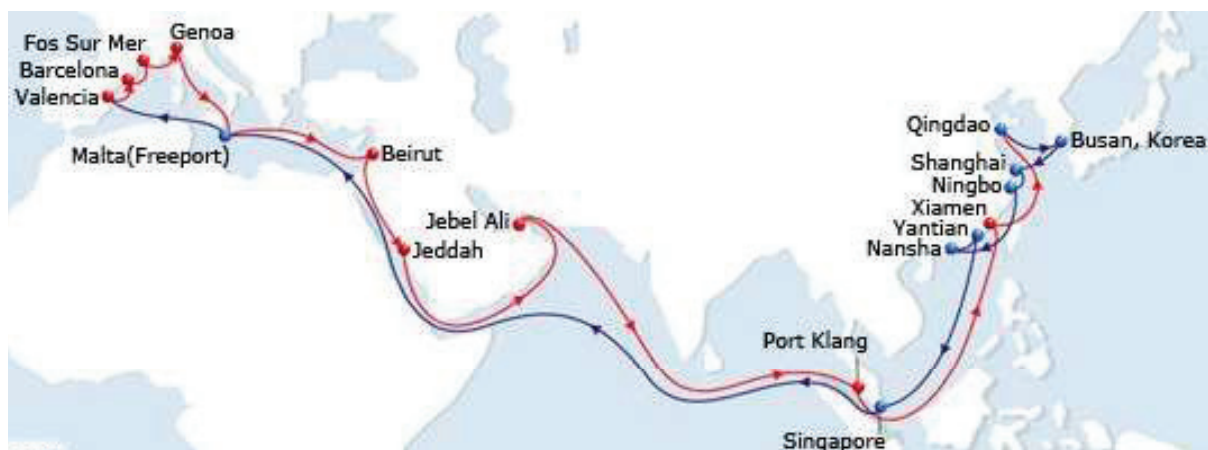 Genoa
Fos Sur Mer
Barcelona
Valencia
Malta(Freeport)
Beirut
Jeddah
Jebel Ali
Port Klang
Singapore
Qingdao
Busan, Korea
Shanghai
Ningbo
Xiamen
Yantian
Nansha